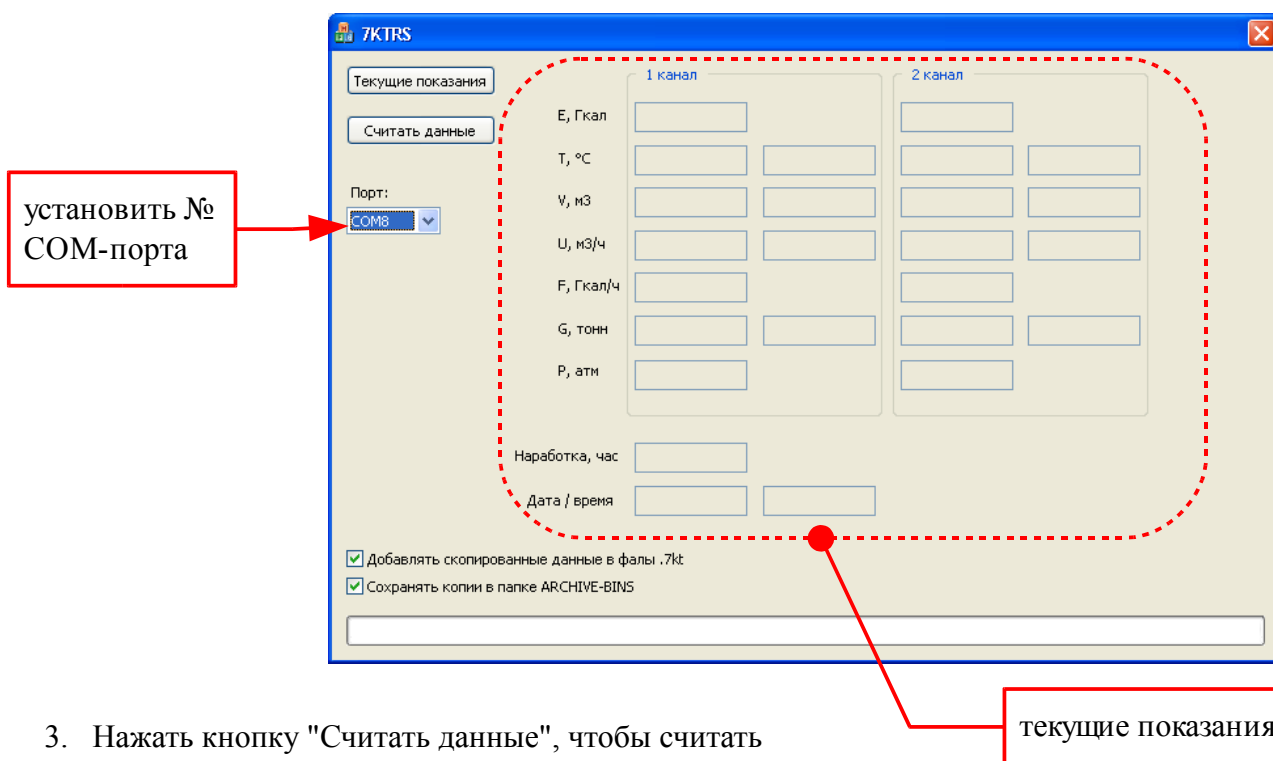 7KTRS
Текущие показания
Считать данные
Порт:
COM8
установить №
COM-порта
1 канал
2 канал
E, Гкал
T, °C
V, м3
U, м3/ч
F, Гкал/ч
G, тонн
P, атм
Наработка, час
Дата / время
Добавлять скопированные данные в фалы .7kt
Сохранять копии в папке ARCHIVE-BINS
текущие показания
3. Нажать кнопку "Считать данные", чтобы считать